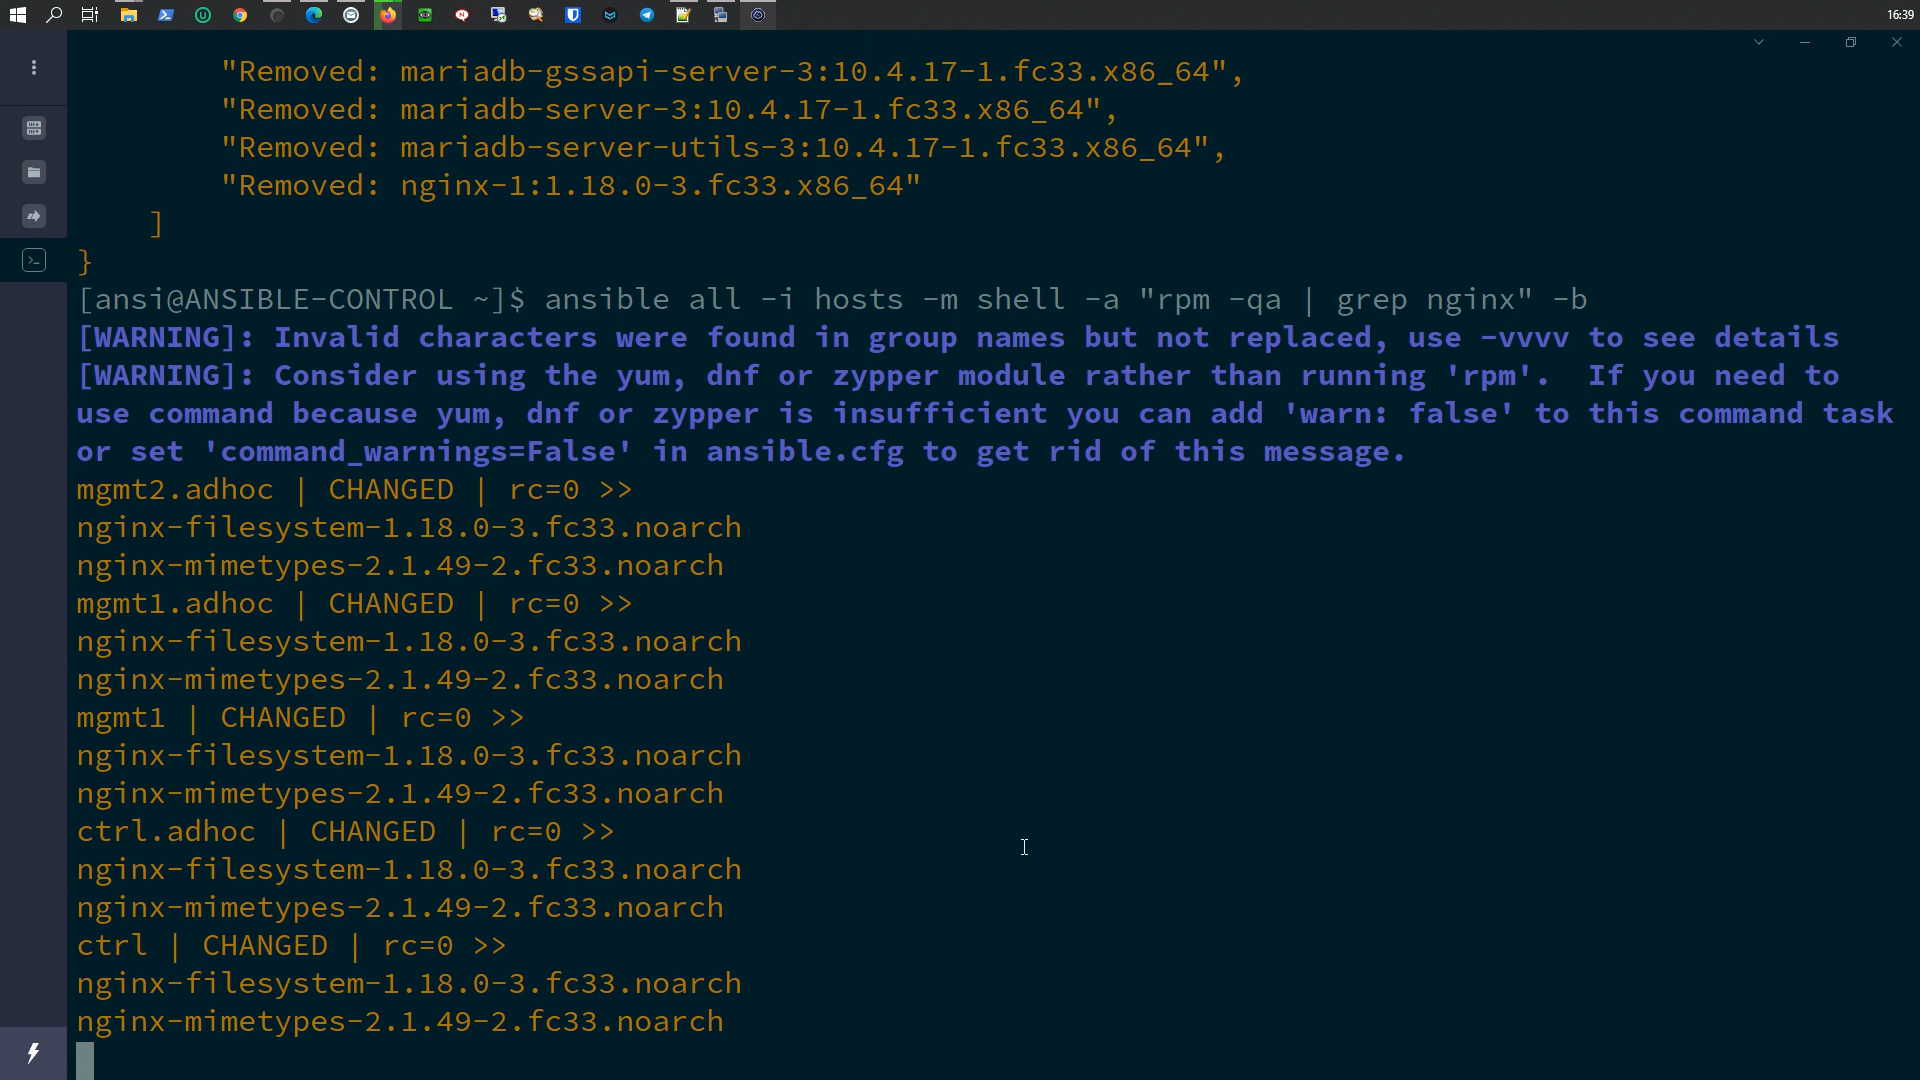 16:39
"Removed: mariadb-gssapi-server-3:10.4.17-1.fc33.x86_64",
"Removed: mariadb-server-3:10.4.17-1.fc33.x86_64",
"Removed: mariadb-server-utils-3:10.4.17-1.fc33.x86_64",
"Removed: nginx-1:1.18.0-3.fc33.x86_64"
]
}
[ansi@ANSIBLE-CONTROL ~]$ ansible all -i hosts -m shell -a "rpm -qa | grep nginx" -b
[WARNING]: Invalid characters were found in group names but not replaced, use -vvvv to see details
[WARNING]: Consider using the yum, dnf or zypper module rather than running 'rpm'.  If you need to
use command because yum, dnf or zypper is insufficient you can add 'warn: false' to this command task
or set 'command_warnings=False' in ansible.cfg to get rid of this message.
mgmt2.adhoc | CHANGED | rc=0 >>
nginx-filesystem-1.18.0-3.fc33.noarch
nginx-mimetypes-2.1.49-2.fc33.noarch
mgmt1.adhoc | CHANGED | rc=0 >>
nginx-filesystem-1.18.0-3.fc33.noarch
nginx-mimetypes-2.1.49-2.fc33.noarch
mgmt1 | CHANGED | rc=0 >>
nginx-filesystem-1.18.0-3.fc33.noarch
nginx-mimetypes-2.1.49-2.fc33.noarch
ctrl.adhoc | CHANGED | rc=0 >>
nginx-filesystem-1.18.0-3.fc33.noarch
nginx-mimetypes-2.1.49-2.fc33.noarch
ctrl | CHANGED | rc=0 >>
nginx-filesystem-1.18.0-3.fc33.noarch
nginx-mimetypes-2.1.49-2.fc33.noarch